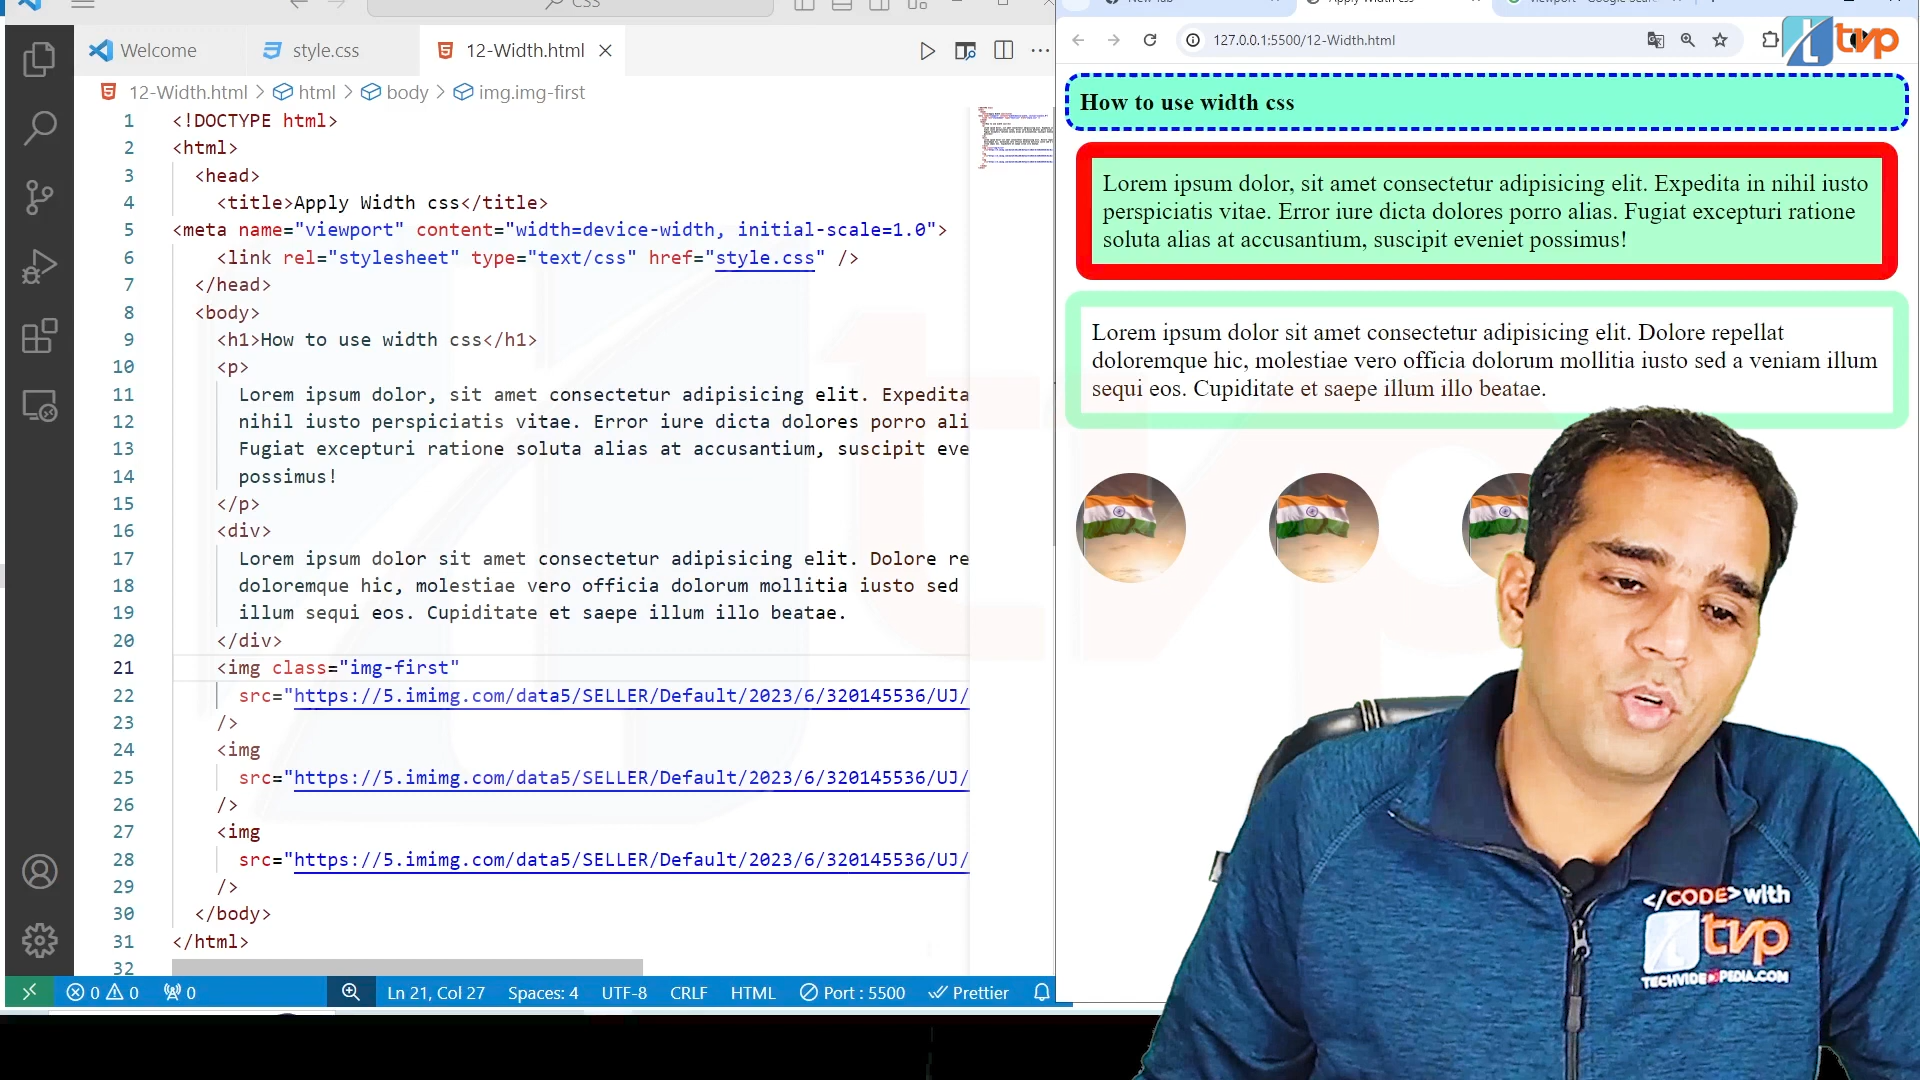 CSS
New Tab
Apply Width css
viewport - Google Sear
Welcome
style.css
12-Width.html
127.0.0.1:5500/12-Width.html
tvp
12-Width.html > html > body > img.img-first
1 <!DOCTYPE html>
2 <html>
3 <head>
4 <title>Apply Width css</title>
5 <meta name="viewport" content="width=device-width, initial-scale=1.0">
6 <link rel="stylesheet" type="text/css" href="style.css" />
7 </head>
8 <body>
9 <h1>How to use width css</h1>
10 <p>
11 Lorem ipsum dolor, sit amet consectetur adipisicing elit. Expedita
12 nihil iusto perspiciatis vitae. Error iure dicta dolores porro ali
13 Fugiat excepturi ratione soluta alias at accusantium, suscipit eve
14 possimus!
15 </p>
16 <div>
17 Lorem ipsum dolor sit amet consectetur adipisicing elit. Dolore re
18 doloremque hic, molestiae vero officia dolorum mollitia iusto sed
19 illum sequi eos. Cupiditate et saepe illum illo beatae.
20 </div>
21 <img class="img-first"
22 src="https://5.imimg.com/data5/SELLER/Default/2023/6/320145536/UJ/
23 />
24 <img
25 src="https://5.imimg.com/data5/SELLER/Default/2023/6/320145536/UJ/
26 />
27 <img
28 src="https://5.imimg.com/data5/SELLER/Default/2023/6/320145536/UJ/
29 />
30 </body>
31 </html>
32
0 0 0 Ln 21, Col 27 Spaces: 4 UTF-8 CRLF HTML Port : 5500 Prettier
How to use width css
Lorem ipsum dolor, sit amet consectetur adipisicing elit. Expedita in nihil iusto
perspiciatis vitae. Error iure dicta dolores porro alias. Fugiat excepturi ratione
soluta alias at accusantium, suscipit eveniet possimus!
Lorem ipsum dolor sit amet consectetur adipisicing elit. Dolore repellat
doloremque hic, molestiae vero officia dolorum mollitia iusto sed a veniam illum
sequi eos. Cupiditate et saepe illum illo beatae.
</CODE> with
tvp
TECHVIDEOPEDIA.COM